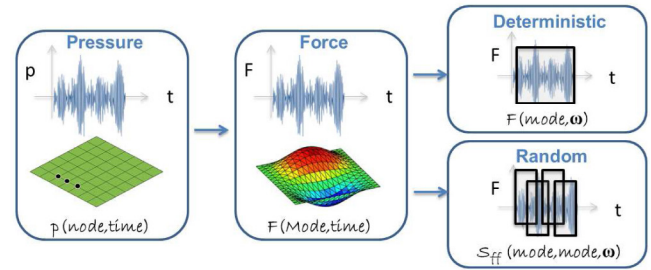 Pressure
p
t
p(node,time)
Force
F
t
F(Mode,time)
Deterministic
F
t
F(mode,ω)
Random
F
t
Sff(mode,mode,ω)